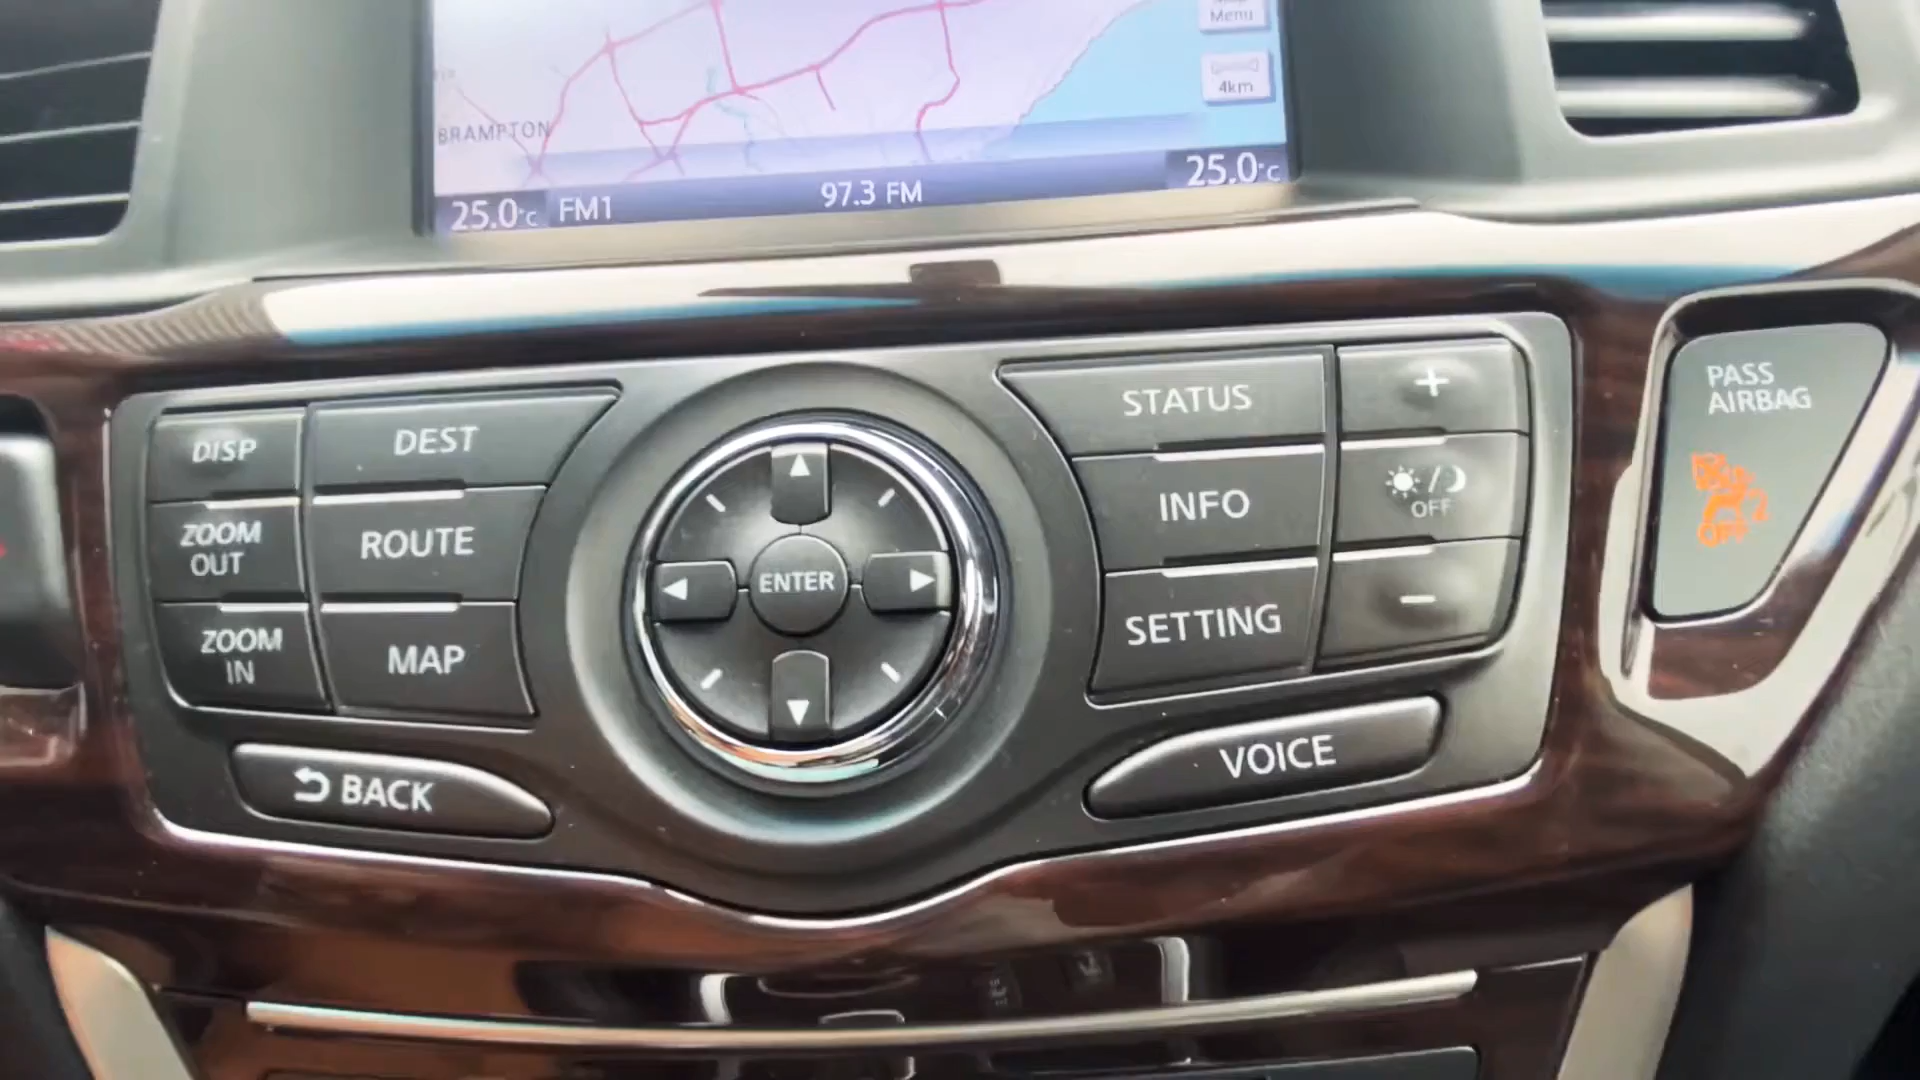 Menu
4km
BRAMPTON
25.0°C FM1 97.3 FM 25.0°C
DISP
DEST
ZOOM
OUT
ROUTE
ZOOM
IN
MAP
BACK
ENTER
STATUS
+
INFO
OFF
SETTING
−
VOICE
PASS
AIRBAG
OFF